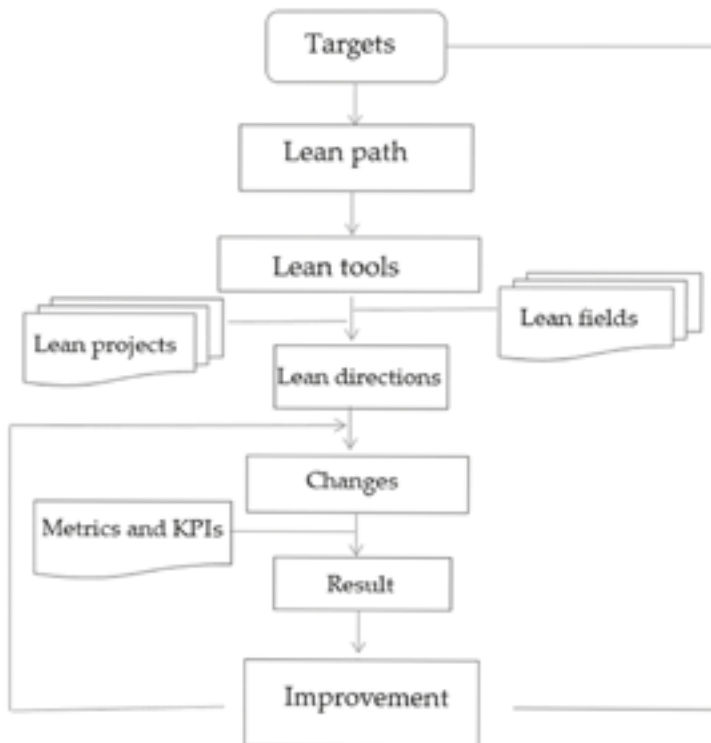 Targets
Lean path
Lean tools
Lean projects
Lean fields
Lean directions
Changes
Metrics and KPIs
Result
Improvement